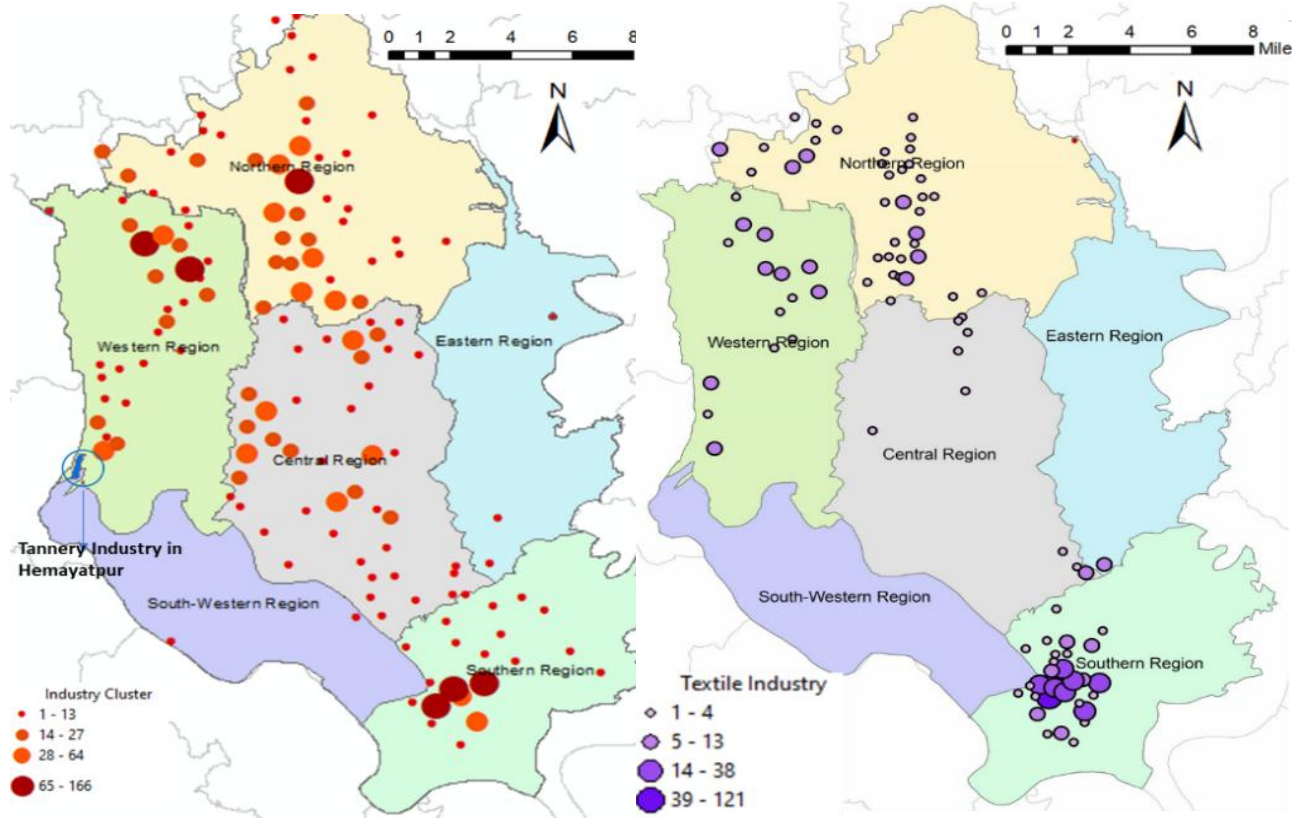 0 1 2 4 6 8
N
Northern Region
Western Region
Eastern Region
Central Region
Tannery Industry in
Hemayatpur
South-Western Region
Southern Region
Industry Cluster
1 - 13
14 - 27
28 - 64
65 - 166
0 1 2 4 6 8
Mile
N
Northern Region
Western Region
Eastern Region
Central Region
South-Western Region
Southern Region
Textile Industry
1 - 4
5 - 13
14 - 38
39 - 121